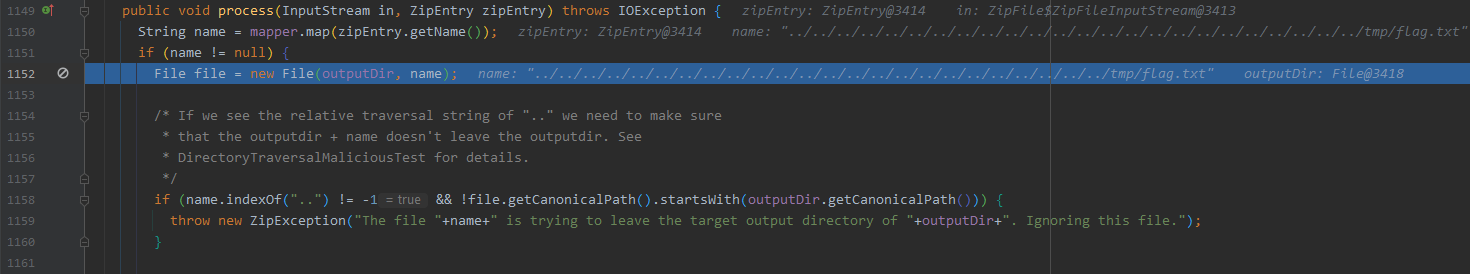 1149 public void process(InputStream in, ZipEntry zipEntry) throws IOException { zipEntry: ZipEntry@3414 in: ZipFile$ZipFileInputStream@3413
1150 String name = mapper.map(zipEntry.getName()); zipEntry: ZipEntry@3414 name: "../../../../../../../../../../../../../../../../../../../../../../../../tmp/flag.txt"
1151 if (name != null) {
1152 File file = new File(outputDir, name); name: "../../../../../../../../../../../../../../../../../../../../../../../../tmp/flag.txt" outputDir: File@3418
1153
1154 /* If we see the relative traversal string of ".." we need to make sure
1155 * that the outputdir + name doesn't leave the outputdir. See
1156 * DirectoryTraversalMaliciousTest for details.
1157 */
1158 if (name.indexOf("..") != -1 = true && !file.getCanonicalPath().startsWith(outputDir.getCanonicalPath())) {
1159 throw new ZipException("The file "+name+" is trying to leave the target output directory of "+outputDir+". Ignoring this file.");
1160 }
1161